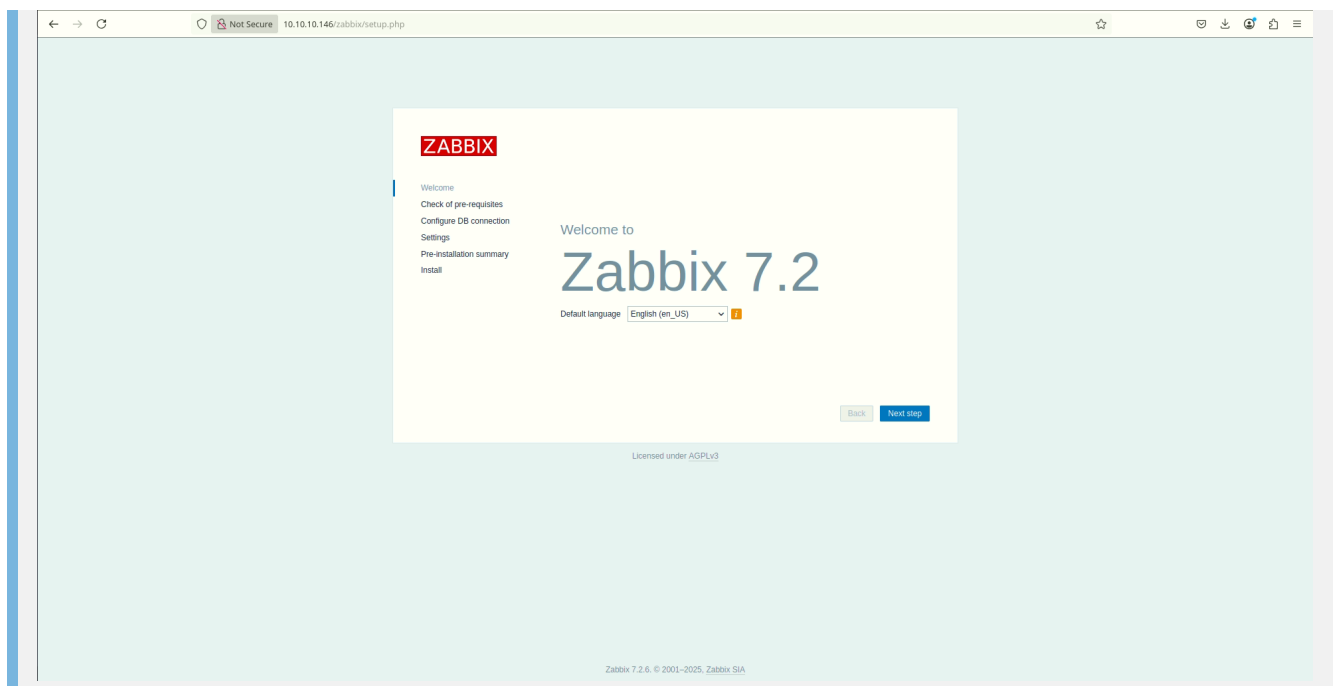 Not Secure 10.10.10.146/zabbix/setup.php
ZABBIX
Welcome
Check of pre-requisites
Configure DB connection
Settings
Pre-installation summary
Install
Welcome to
Zabbix 7.2
Default language English (en_US) i
Back Next step
Licensed under AGPLv3
Zabbix 7.2.6. © 2001–2025, Zabbix SIA